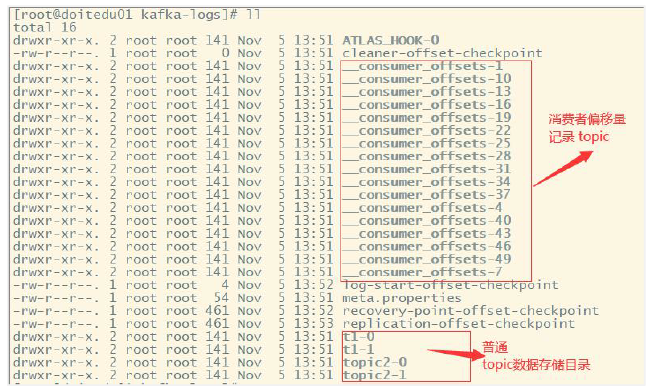 [root@doitedu01 kafka-logs]# ll
total 16
drwxr-xr-x. 2 root root 141 Nov  5 13:51 ATLAS_HOOK-0
-rw-r--r--. 1 root root   0 Nov  5 13:51 cleaner-offset-checkpoint
drwxr-xr-x. 2 root root 141 Nov  5 13:51 __consumer_offsets-1
drwxr-xr-x. 2 root root 141 Nov  5 13:51 __consumer_offsets-10
drwxr-xr-x. 2 root root 141 Nov  5 13:51 __consumer_offsets-13
drwxr-xr-x. 2 root root 141 Nov  5 13:51 __consumer_offsets-16
drwxr-xr-x. 2 root root 141 Nov  5 13:51 __consumer_offsets-19
drwxr-xr-x. 2 root root 141 Nov  5 13:51 __consumer_offsets-22
drwxr-xr-x. 2 root root 141 Nov  5 13:51 __consumer_offsets-25
drwxr-xr-x. 2 root root 141 Nov  5 13:51 __consumer_offsets-28
drwxr-xr-x. 2 root root 141 Nov  5 13:51 __consumer_offsets-31
drwxr-xr-x. 2 root root 141 Nov  5 13:51 __consumer_offsets-34
drwxr-xr-x. 2 root root 141 Nov  5 13:51 __consumer_offsets-37
drwxr-xr-x. 2 root root 141 Nov  5 13:51 __consumer_offsets-4
drwxr-xr-x. 2 root root 141 Nov  5 13:51 __consumer_offsets-40
drwxr-xr-x. 2 root root 141 Nov  5 13:51 __consumer_offsets-43
drwxr-xr-x. 2 root root 141 Nov  5 13:51 __consumer_offsets-46
drwxr-xr-x. 2 root root 141 Nov  5 13:51 __consumer_offsets-49
drwxr-xr-x. 2 root root 141 Nov  5 13:51 __consumer_offsets-7
-rw-r--r--. 1 root root   4 Nov  5 13:52 log-start-offset-checkpoint
-rw-r--r--. 1 root root  54 Nov  5 13:51 meta.properties
-rw-r--r--. 1 root root 461 Nov  5 13:52 recovery-point-offset-checkpoint
-rw-r--r--. 1 root root 461 Nov  5 13:53 replication-offset-checkpoint
drwxr-xr-x. 2 root root 141 Nov  5 13:51 t1-0
drwxr-xr-x. 2 root root 141 Nov  5 13:51 t1-1
drwxr-xr-x. 2 root root 141 Nov  5 13:51 topic2-0
drwxr-xr-x. 2 root root 141 Nov  5 13:51 topic2-1
消费者偏移量
记录 topic
普通
topic数据存储目录